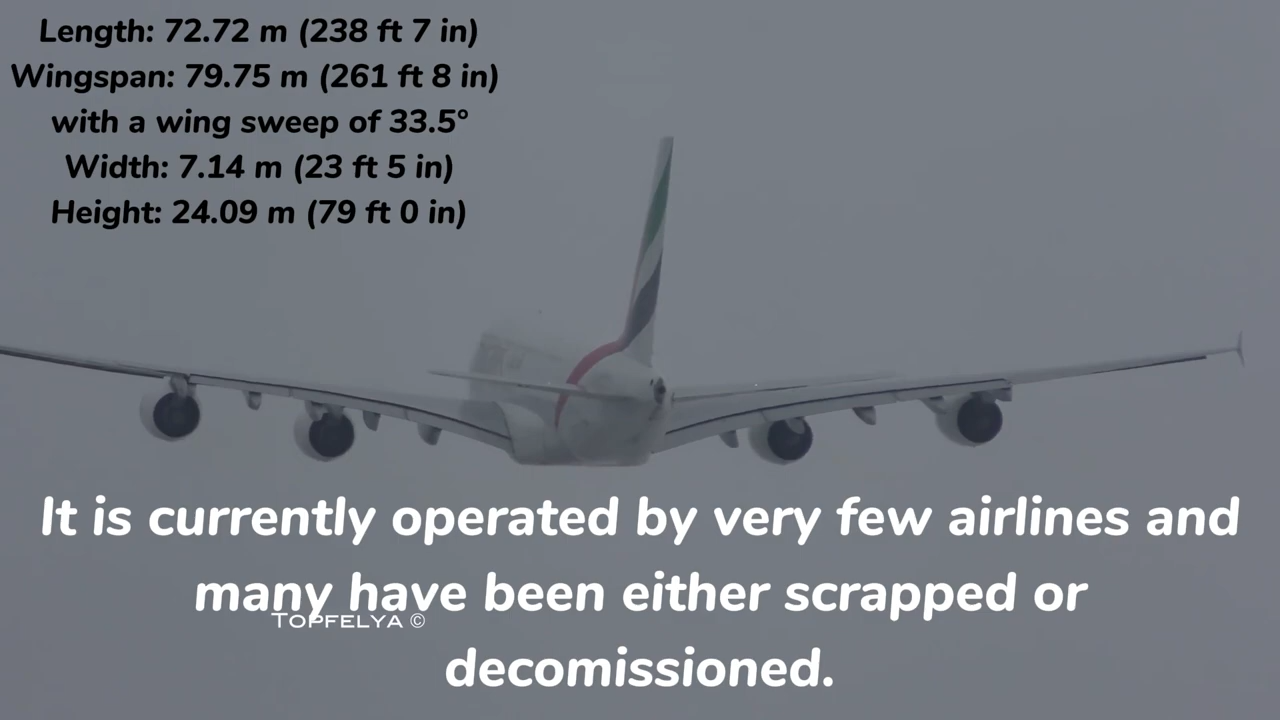 Length: 72.72 m (238 ft 7 in)
Wingspan: 79.75 m (261 ft 8 in)
with a wing sweep of 33.5°
Width: 7.14 m (23 ft 5 in)
Height: 24.09 m (79 ft 0 in)
It is currently operated by very few airlines and
many have been either scrapped or
TOPFELYA ©
decomissioned.